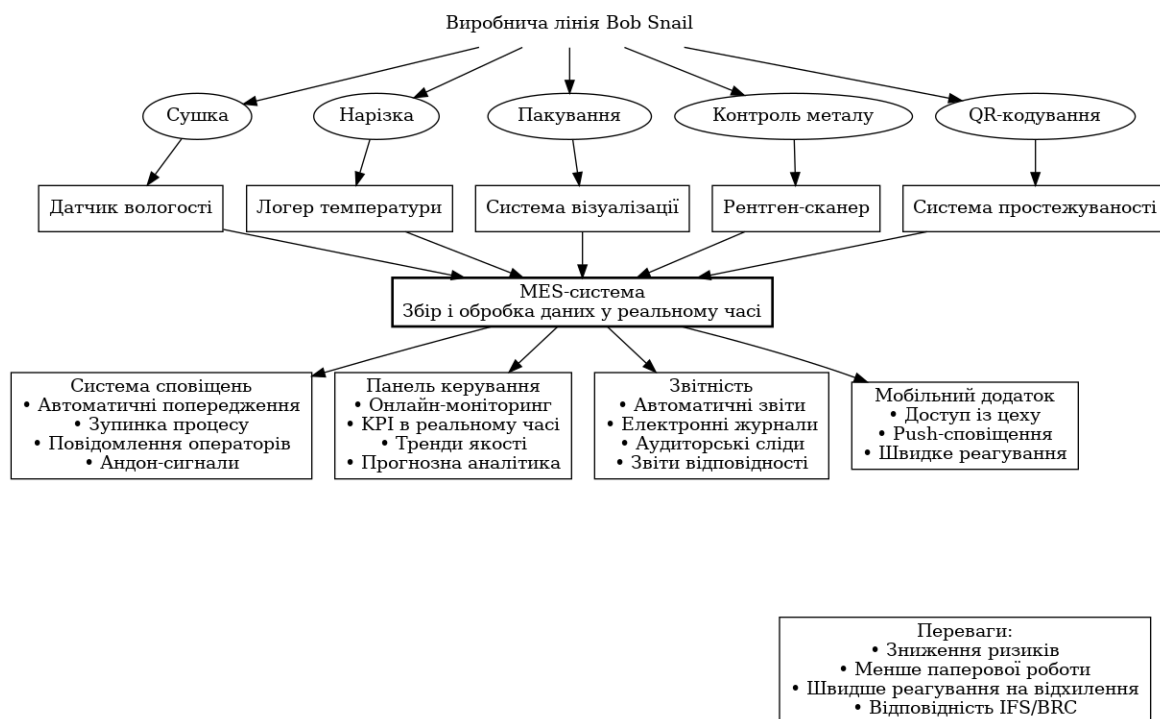 Виробнича лінія Bob Snail
Сушка
Нарізка
Пакування
Контроль металу
QR-кодування
Датчик вологості
Логер температури
Система візуалізації
Рентген-сканер
Система простежуваності
MES-система
Збір і обробка даних у реальному часі
Система сповіщень
• Автоматичні попередження
• Зупинка процесу
• Повідомлення операторів
• Андон-сигнали
Панель керування
• Онлайн-моніторинг
• KPI в реальному часі
• Тренди якості
• Прогнозна аналітика
Звітність
• Автоматичні звіти
• Електронні журнали
• Аудиторські сліди
• Звіти відповідності
Мобільний додаток
• Доступ із цеху
• Push-сповіщення
• Швидке реагування
Переваги:
• Зниження ризиків
• Менше паперової роботи
• Швидше реагування на відхилення
• Відповідність IFS/BRC